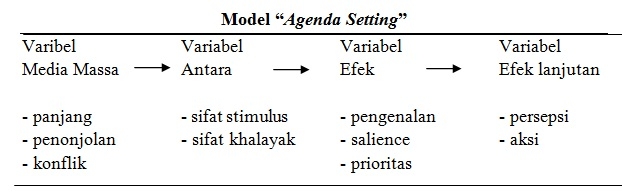 Model “Agenda Setting”
Varibel Variabel Variabel Variabel
Media Massa Antara Efek Efek lanjutan
- panjang - sifat stimulus - pengenalan - persepsi
- penonjolan - sifat khalayak - salience - aksi
- konflik - prioritas